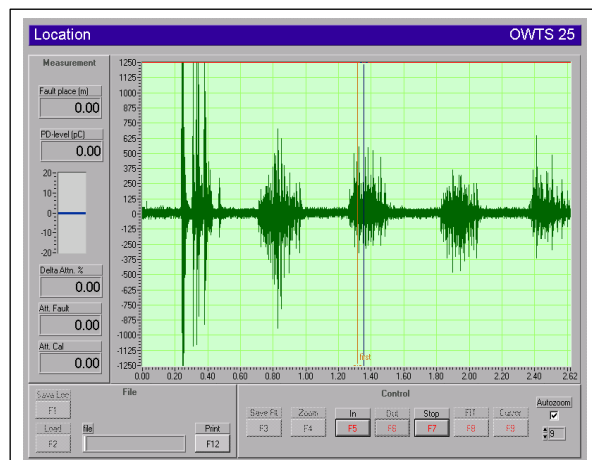 Location OWTS 25
Measurement
Fault place (m)
0.00
PD-level (pC)
0.00
20
10
0
-10
-20
Delta Attn. %
0.00
Att. Fault
0.00
Att. Cal
0.00
1250
1125
1000
875
750
625
500
375
250
125
0
-125
-250
-375
-500
-625
-750
-875
-1000
-1125
-1250
0.00 0.20 0.40 0.60 0.80 1.00 1.20 1.40 1.60 1.80 2.00 2.20 2.40 2.62
first
File
Save Loc
F1
Load
F2
file
Print
F12
Control
Save Fit
F3
Zoom
F4
In
F5
Out
F6
Stop
F7
FIT
F8
Cursor
F9
Autozoom
9